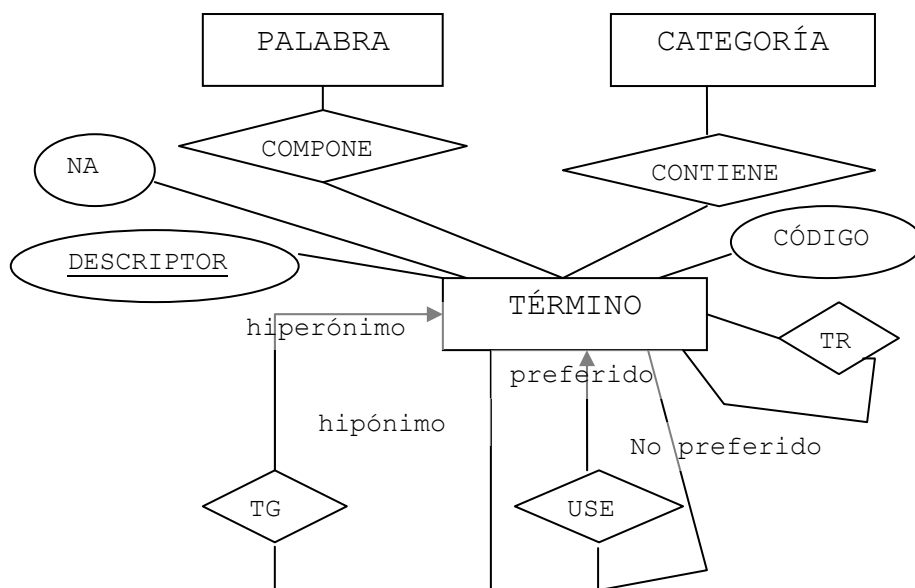 PALABRA
CATEGORÍA
COMPONE
CONTIENE
NA
CÓDIGO
DESCRIPTOR
TÉRMINO
hiperónimo
TR
preferido
hipónimo
No preferido
TG
USE